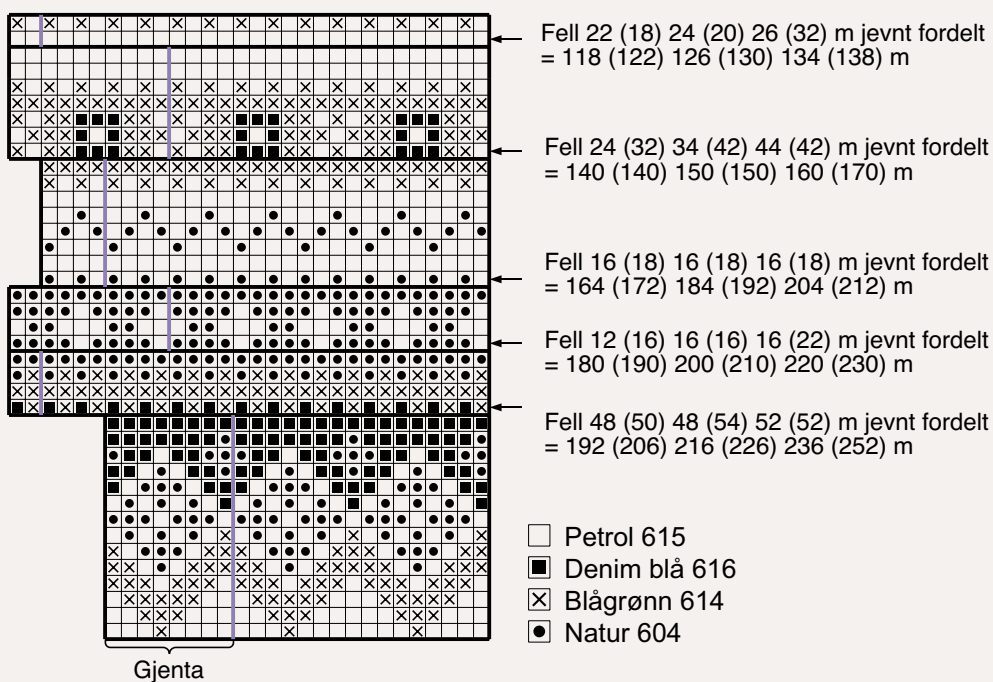 Fell 22 (18) 24 (20) 26 (32) m jevnt fordelt
= 118 (122) 126 (130) 134 (138) m
Fell 24 (32) 34 (42) 44 (42) m jevnt fordelt
= 140 (140) 150 (150) 160 (170) m
Fell 16 (18) 16 (18) 16 (18) m jevnt fordelt
= 164 (172) 184 (192) 204 (212) m
Fell 12 (16) 16 (16) 16 (22) m jevnt fordelt
= 180 (190) 200 (210) 220 (230) m
Fell 48 (50) 48 (54) 52 (52) m jevnt fordelt
= 192 (206) 216 (226) 236 (252) m
Petrol 615
Denim blå 616
Blågrønn 614
Natur 604
Gjenta